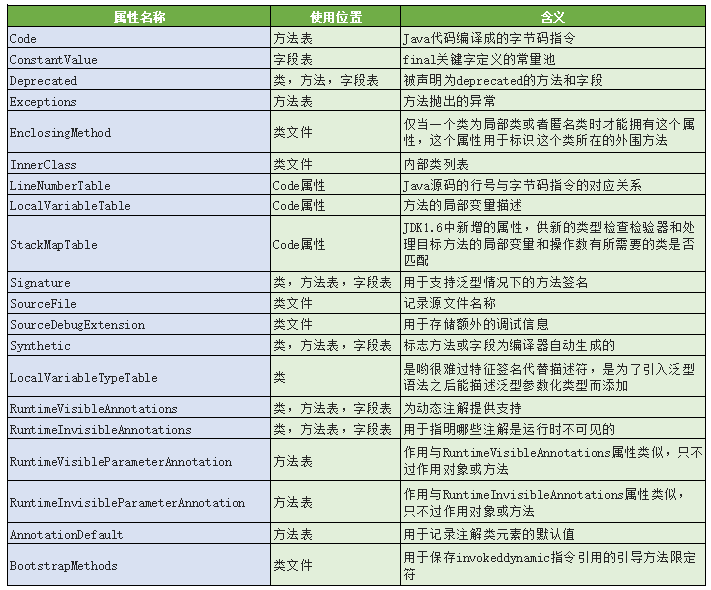 属性名称 使用位置 含义
Code 方法表 Java代码编译成的字节码指令
ConstantValue 字段表 final关键字定义的常量池
Deprecated 类，方法，字段表 被声明为deprecated的方法和字段
Exceptions 方法表 方法抛出的异常
EnclosingMethod 类文件 仅当一个类为局部类或者匿名类时才能拥有这个属
性，这个属性用于标识这个类所在的外围方法
InnerClass 类文件 内部类列表
LineNumberTable Code属性 Java源码的行号与字节码指令的对应关系
LocalVariableTable Code属性 方法的局部变量描述
StackMapTable Code属性 JDK1.6中新增的属性，供新的类型检查检验器和处
理目标方法的局部变量和操作数有所需要的类是否
匹配
Signature 类，方法表，字段表 用于支持泛型情况下的方法签名
SourceFile 类文件 记录源文件名称
SourceDebugExtension 类文件 用于存储额外的调试信息
Synthetic 类，方法表，字段表 标志方法或字段为编译器自动生成的
LocalVariableTypeTable 类 是哟很难过特征签名代替描述符，是为了引入泛型
语法之后能描述泛型参数化类型而添加
RuntimeVisibleAnnotations 类，方法表，字段表 为动态注解提供支持
RuntimeInvisibleAnnotations 类，方法表，字段表 用于指明哪些注解是运行时不可见的
RuntimeVisibleParameterAnnotation 方法表 作用与RuntimeVisibleAnnotations属性类似，只不
过作用对象或方法
RuntimeInvisibleParameterAnnotation 方法表 作用与RuntimeInvisibleAnnotations属性类似，
只不过作用对象或方法
AnnotationDefault 方法表 用于记录注解类元素的默认值
BootstrapMethods 类文件 用于保存invokeddynamic指令引用的引导方法限定
符